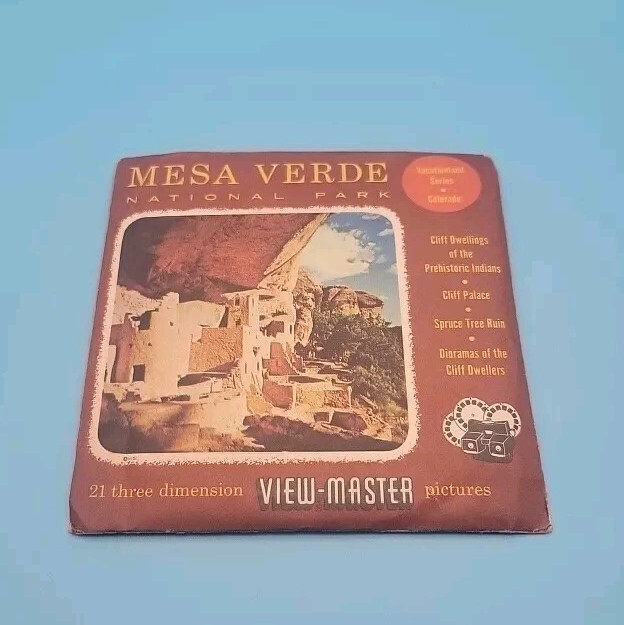 MESA VERDE
NATIONAL PARK
Vacationland
Series
•
Colorado
Cliff Dwellings
of the
Prehistoric Indians
•
Cliff Palace
•
Spruce Tree Ruin
•
Dioramas of the
Cliff Dwellers
21 three dimension VIEW-MASTER pictures